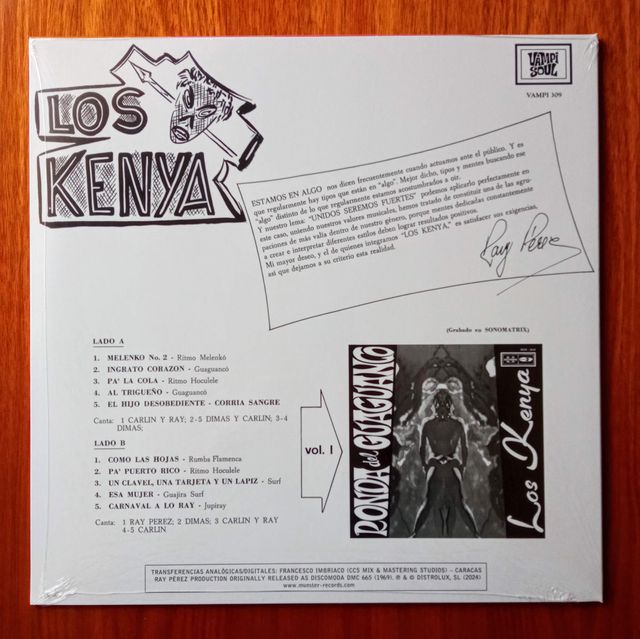 LOS
KENYA
VAMPI
SOUL
VAMPI 309
ESTAMOS EN ALGO nos dicen frecuentemente cuando actuamos ante el público. Y es
que regularmente hay tipos que están en "algo". Mejor dicho, tipos y mentes buscando ese
"algo" distinto de lo que regularmente estamos acostumbrados a oir.
Y nuestro lema: "UNIDOS SEREMOS FUERTES" podemos aplicarlo perfectamente en
este caso, uniendo nuestros valores musicales, hemos tratado de constituir una de las agru-
paciones de más valía dentro de nuestro género, porque mentes dedicadas constantemente
a crear e interpretar diferentes estilos deben lograr resultados positivos.
Mi mayor deseo, y el de quienes integramos "LOS KENYA," es satisfacer sus exigencias,
así que dejamos a su criterio esta realidad.
Ray Pérez
(Grabado en SONOMATRIX)
LADO A
1. MELENKO No. 2 - Ritmo Melenkó
2. INGRATO CORAZON - Guaguancó
3. PA' LA COLA - Ritmo Hoculele
4. AL TRIGUEÑO - Guaguancó
5. EL HIJO DESOBEDIENTE - CORRIA SANGRE
Canta: 1 CARLIN Y RAY; 2-5 DIMAS Y CARLIN; 3-4
DIMAS;
LADO B
1. COMO LAS HOJAS - Rumba Flamenca
2. PA' PUERTO RICO - Ritmo Hoculele
3. UN CLAVEL, UNA TARJETA Y UN LAPIZ - Surf
4. ESA MUJER - Guajira Surf
5. CARNAVAL A LO RAY - Jupiray
Canta: 1 RAY PEREZ; 2 DIMAS; 3 CARLIN Y RAY
4-5 CARLIN
vol. I
RONDA del GUAGUANCO
Los Kenya
TRANSFERENCIAS ANALÓGICAS/DIGITALES: FRANCESCO IMBRIACO (CCS MIX & MASTERING STUDIOS) – CARACAS
RAY PÉREZ PRODUCTION ORIGINALLY RELEASED AS DISCOMODA DMC 665 (1969). ℗ & © DISTROLUX, SL (2024)
www.munster-records.com